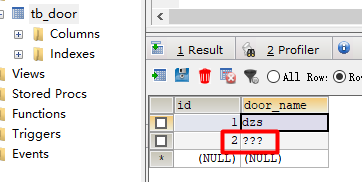 tb_door
Columns
Indexes
Views
Stored Procs
Functions
Triggers
Events
1 Result
2 Profiler
All Row:
id
door_name
1
dzs
2
???
*
(NULL)
(NULL)